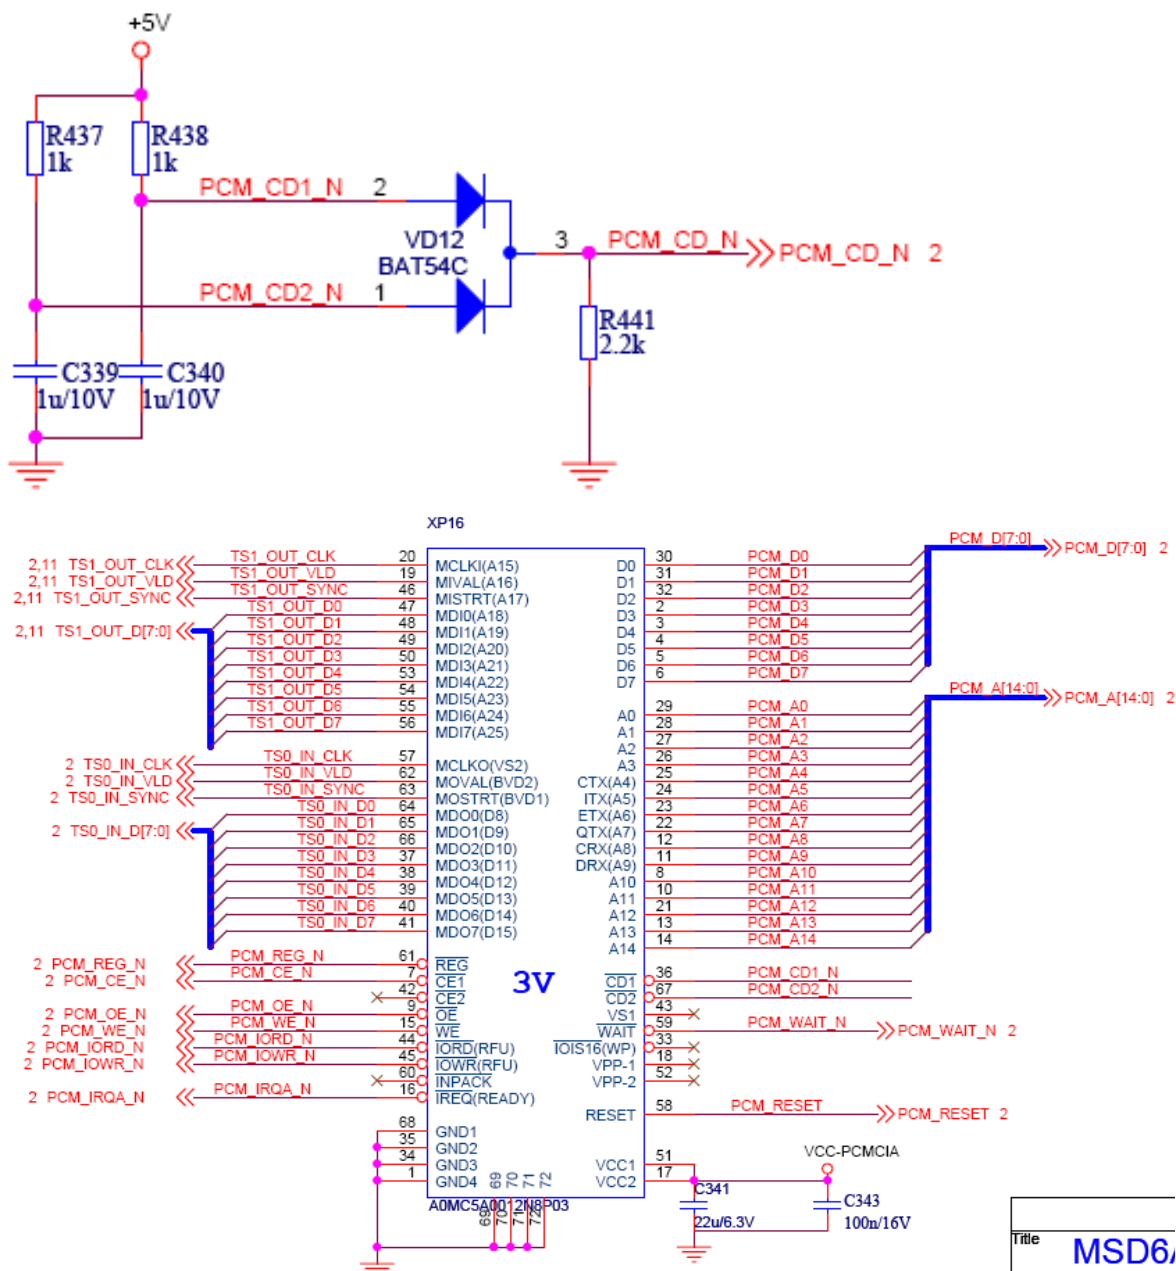 +5V
R437
1k
R438
1k
PCM_CD1_N 2
VD12
BAT54C
3 PCM_CD_N PCM_CD_N 2
PCM_CD2_N 1
R441
2.2k
C339
1u/10V
C340
1u/10V
XP16
2,11 TS1_OUT_CLK TS1_OUT_CLK 20 MCLKI(A15)
2,11 TS1_OUT_VLD TS1_OUT_VLD 19 MIVAL(A16)
2,11 TS1_OUT_SYNC TS1_OUT_SYNC 46 MISTRT(A17)
TS1_OUT_D0 47 MDI0(A18)
2,11 TS1_OUT_D[7:0] TS1_OUT_D1 48 MDI1(A19)
TS1_OUT_D2 49 MDI2(A20)
TS1_OUT_D3 50 MDI3(A21)
TS1_OUT_D4 53 MDI4(A22)
TS1_OUT_D5 54 MDI5(A23)
TS1_OUT_D6 55 MDI6(A24)
TS1_OUT_D7 56 MDI7(A25)
2 TS0_IN_CLK TS0_IN_CLK 57 MCLKO(VS2)
2 TS0_IN_VLD TS0_IN_VLD 62 MOVAL(BVD2)
2 TS0_IN_SYNC TS0_IN_SYNC 63 MOSTRT(BVD1)
TS0_IN_D0 64 MDO0(D8)
2 TS0_IN_D[7:0] TS0_IN_D1 65 MDO1(D9)
TS0_IN_D2 66 MDO2(D10)
TS0_IN_D3 37 MDO3(D11)
TS0_IN_D4 38 MDO4(D12)
TS0_IN_D5 39 MDO5(D13)
TS0_IN_D6 40 MDO6(D14)
TS0_IN_D7 41 MDO7(D15)
2 PCM_REG_N PCM_REG_N 61 REG
2 PCM_CE_N PCM_CE_N 7 CE1
42 CE2
2 PCM_OE_N PCM_OE_N 9 OE
2 PCM_WE_N PCM_WE_N 15 WE
2 PCM_IORD_N PCM_IORD_N 44 IORD(RFU)
2 PCM_IOWR_N PCM_IOWR_N 45 IOWR(RFU)
60 INPACK
2 PCM_IRQA_N PCM_IRQA_N 16 IREQ(READY)
68 GND1
35 GND2
34 GND3
1 GND4
3V
D0 30 PCM_D0
D1 31 PCM_D1
D2 32 PCM_D2
D3 2 PCM_D3
D4 3 PCM_D4
D5 4 PCM_D5
D6 5 PCM_D6
D7 6 PCM_D7
PCM_D[7:0] PCM_D[7:0] 2
A0 29 PCM_A0
A1 28 PCM_A1
A2 27 PCM_A2
A3 26 PCM_A3
CTX(A4) 25 PCM_A4
ITX(A5) 24 PCM_A5
ETX(A6) 23 PCM_A6
QTX(A7) 22 PCM_A7
CRX(A8) 12 PCM_A8
DRX(A9) 11 PCM_A9
A10 8 PCM_A10
A11 10 PCM_A11
A12 21 PCM_A12
A13 13 PCM_A13
A14 14 PCM_A14
PCM_A[14:0] PCM_A[14:0] 2
CD1 36 PCM_CD1_N
CD2 67 PCM_CD2_N
VS1 43
WAIT 59 PCM_WAIT_N PCM_WAIT_N 2
IOIS16(WP) 33
VPP-1 18
VPP-2 52
RESET 58 PCM_RESET PCM_RESET 2
VCC1 51
VCC2 17
VCC-PCMCIA
69 70 71 72
A0MC5A0012N8P03
69 70 71 72
C341
22u/6.3V
C343
100n/16V
Title
MSD6A